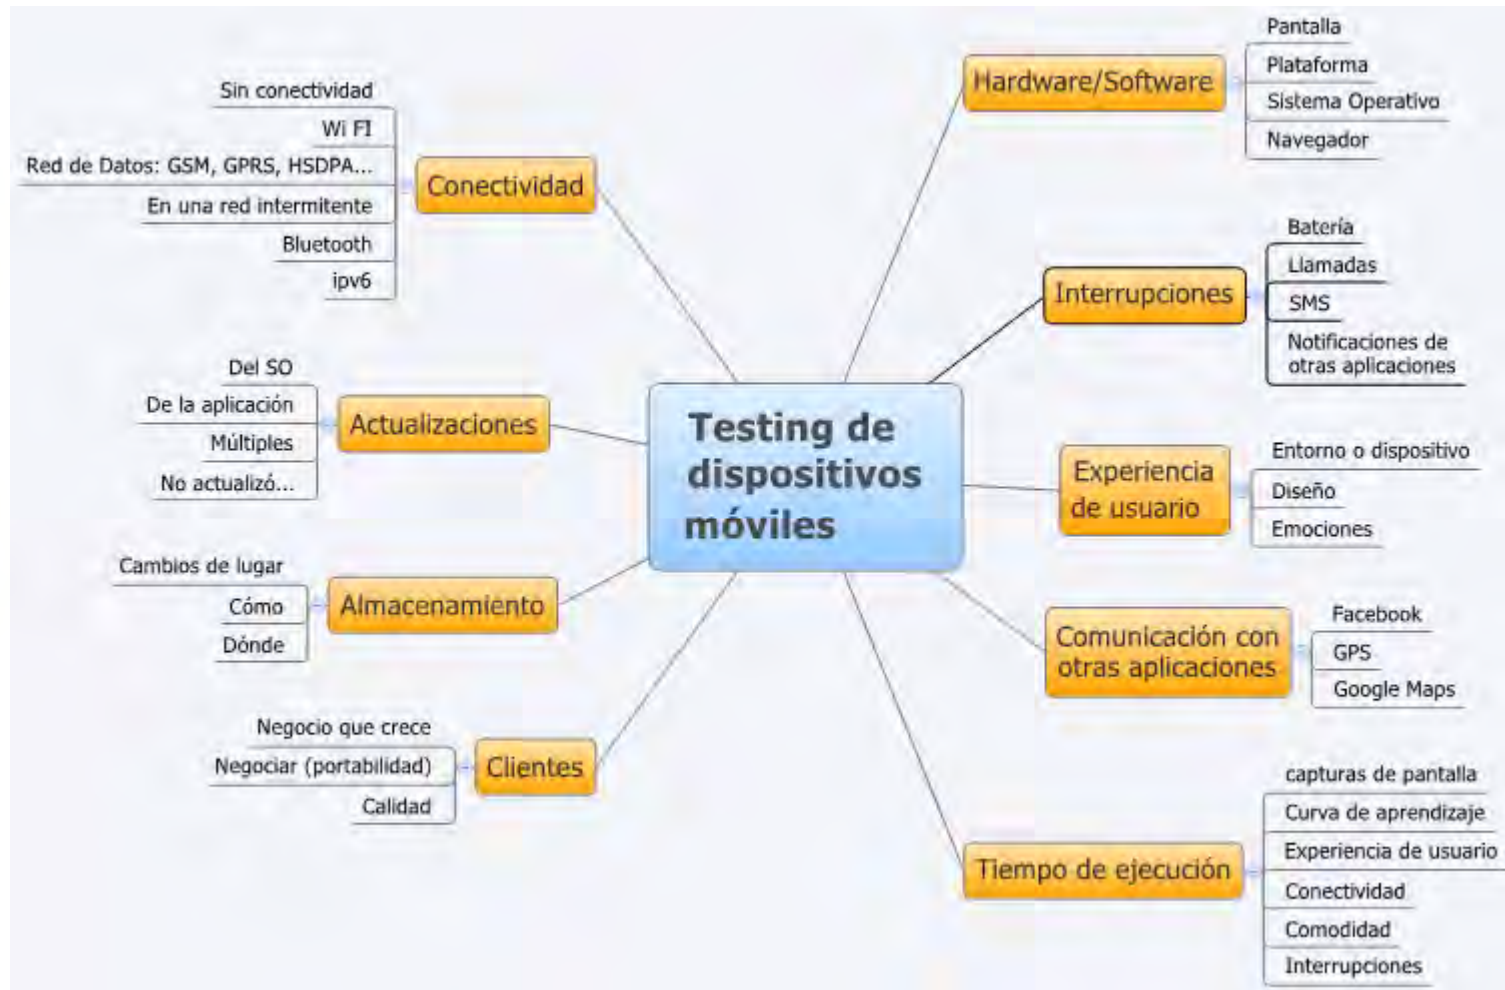 Testing de
dispositivos
móviles
Conectividad
Sin conectividad
Wi FI
Red de Datos: GSM, GPRS, HSDPA...
En una red intermitente
Bluetooth
ipv6
Actualizaciones
Del SO
De la aplicación
Múltiples
No actualizó...
Almacenamiento
Cambios de lugar
Cómo
Dónde
Clientes
Negocio que crece
Negociar (portabilidad)
Calidad
Hardware/Software
Pantalla
Plataforma
Sistema Operativo
Navegador
Interrupciones
Batería
Llamadas
SMS
Notificaciones de
otras aplicaciones
Experiencia
de usuario
Entorno o dispositivo
Diseño
Emociones
Comunicación con
otras aplicaciones
Facebook
GPS
Google Maps
Tiempo de ejecución
capturas de pantalla
Curva de aprendizaje
Experiencia de usuario
Conectividad
Comodidad
Interrupciones